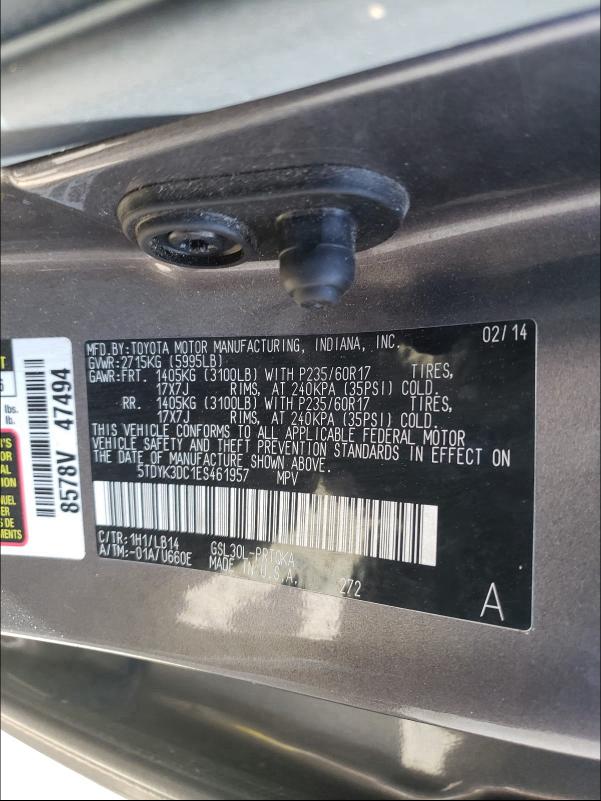 MFD.BY:TOYOTA MOTOR MANUFACTURING, INDIANA, INC. 02/14
GVWR:2715KG (5995LB)
GAWR:FRT. 1405KG (3100LB) WITH P235/60R17 TIRES,
17X7J RIMS, AT 240KPA (35PSI) COLD.
RR. 1405KG (3100LB) WITH P235/60R17 TIRES,
17X7J RIMS, AT 240KPA (35PSI) COLD.
THIS VEHICLE CONFORMS TO ALL APPLICABLE FEDERAL MOTOR
VEHICLE SAFETY AND THEFT PREVENTION STANDARDS IN EFFECT ON
THE DATE OF MANUFACTURE SHOWN ABOVE.
5TDYK3DC1ES461957 MPV
C/TR:1H1/LB14 GSL30L-PRTQKA
A/TM:-01A/U660E MADE IN U.S.A. 272
A
8578V 47494
lbs.
lb.